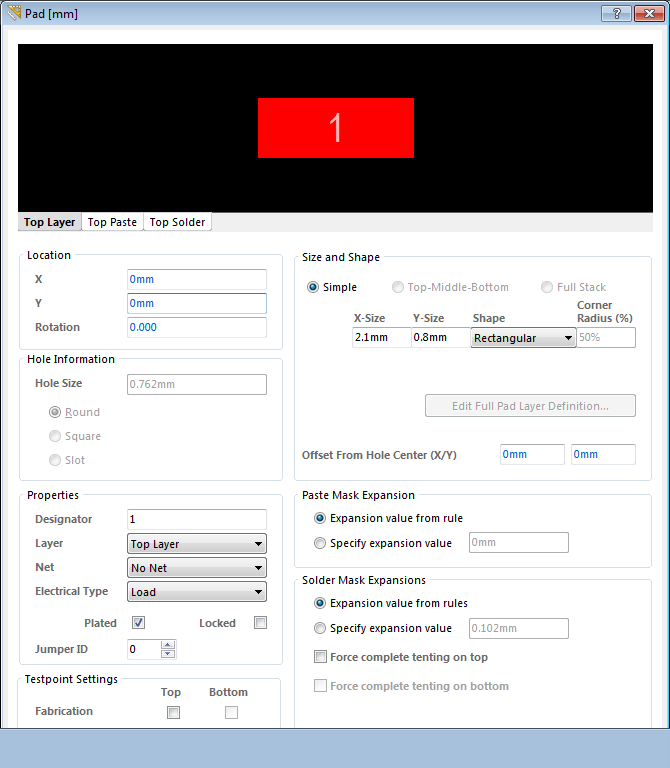 Pad [mm]
?
1
Top Layer Top Paste Top Solder
Location
X 0mm
Y 0mm
Rotation 0.000
Hole Information
Hole Size 0.762mm
Round
Square
Slot
Properties
Designator 1
Layer Top Layer
Net No Net
Electrical Type Load
Plated Locked
Jumper ID 0
Testpoint Settings
Top Bottom
Fabrication
Size and Shape
Simple Top-Middle-Bottom Full Stack
X-Size Y-Size Shape Corner
Radius (%)
2.1mm 0.8mm Rectangular 50%
Edit Full Pad Layer Definition...
Offset From Hole Center (X/Y) 0mm 0mm
Paste Mask Expansion
Expansion value from rule
Specify expansion value 0mm
Solder Mask Expansions
Expansion value from rules
Specify expansion value 0.102mm
Force complete tenting on top
Force complete tenting on bottom